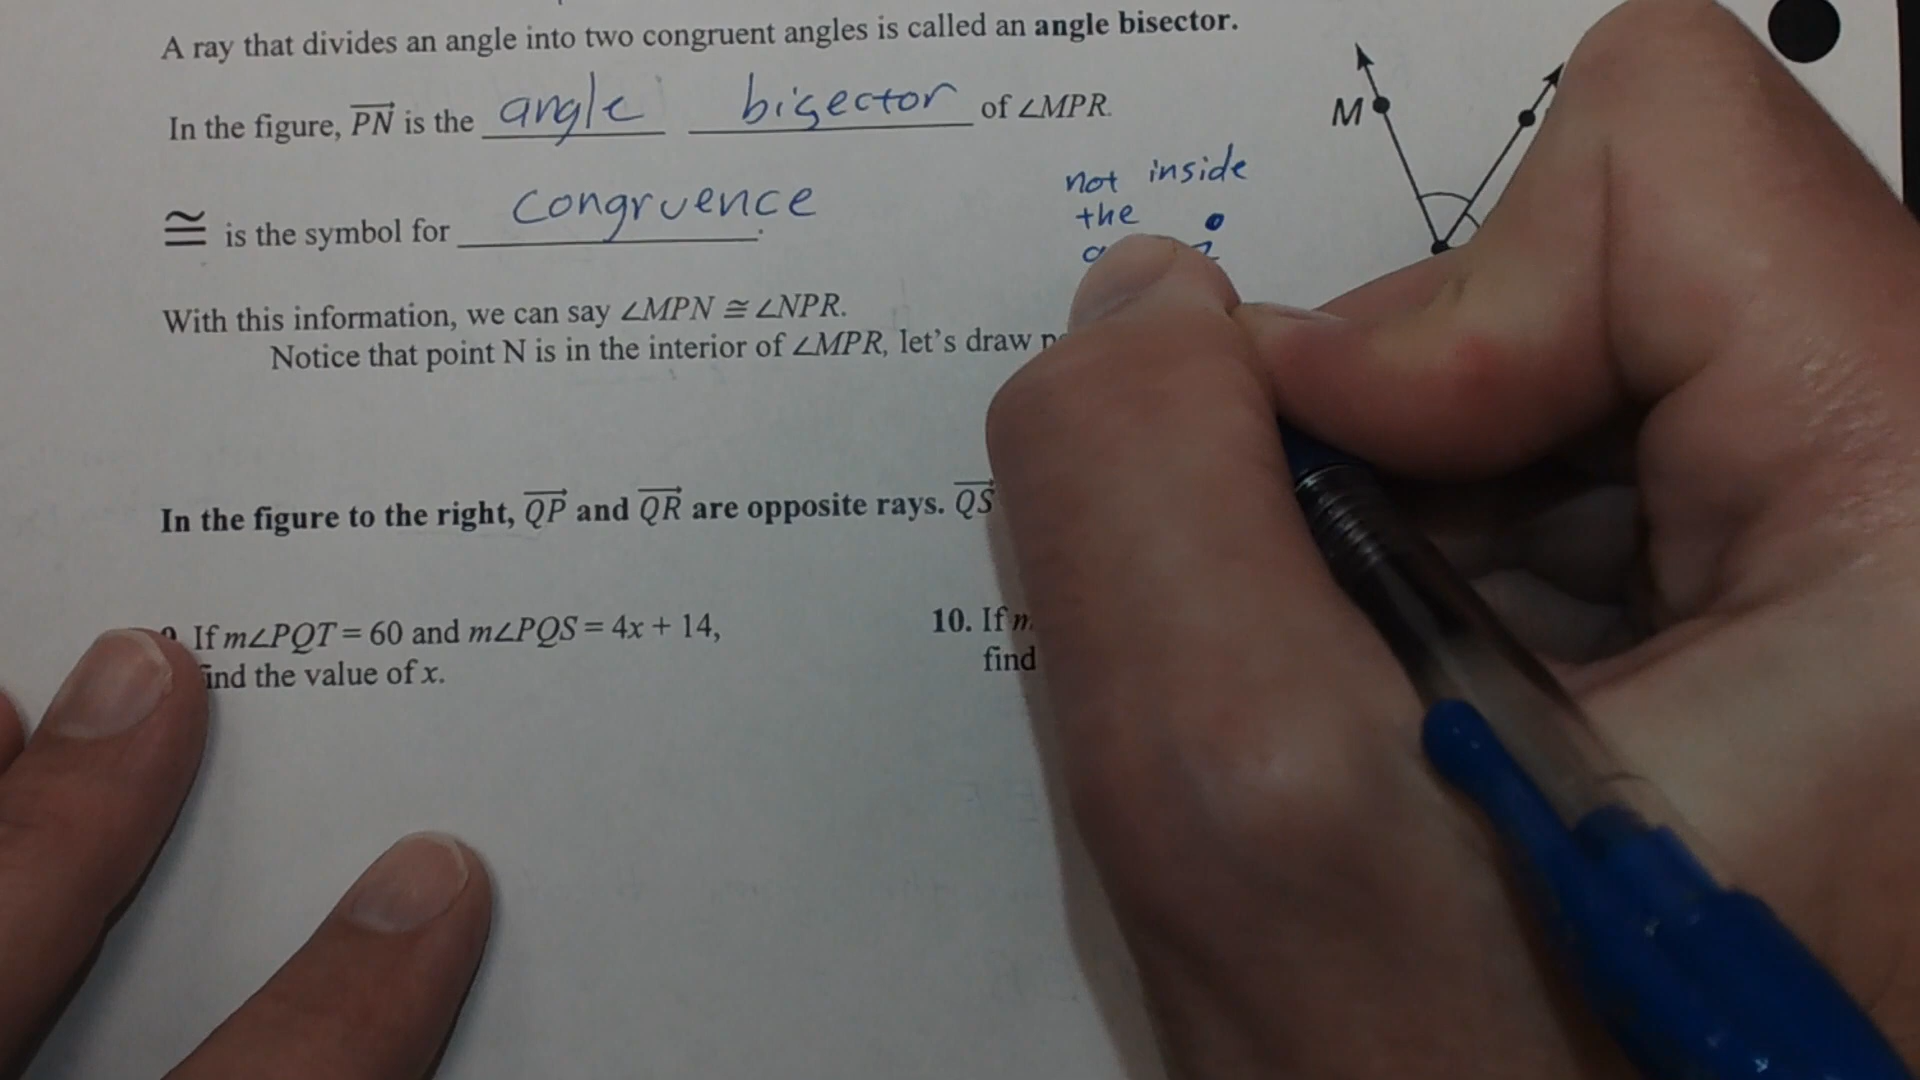 A ray that divides an angle into two congruent angles is called an angle bisector.
In the figure, PN is the angle bisector of ∠MPR.
M
not inside
the
≅ is the symbol for congruence.
With this information, we can say ∠MPN ≅ ∠NPR.
Notice that point N is in the interior of ∠MPR, let's draw
In the figure to the right, QP and QR are opposite rays. QS
If m∠PQT = 60 and m∠PQS = 4x + 14,
find the value of x.
10. If m
find